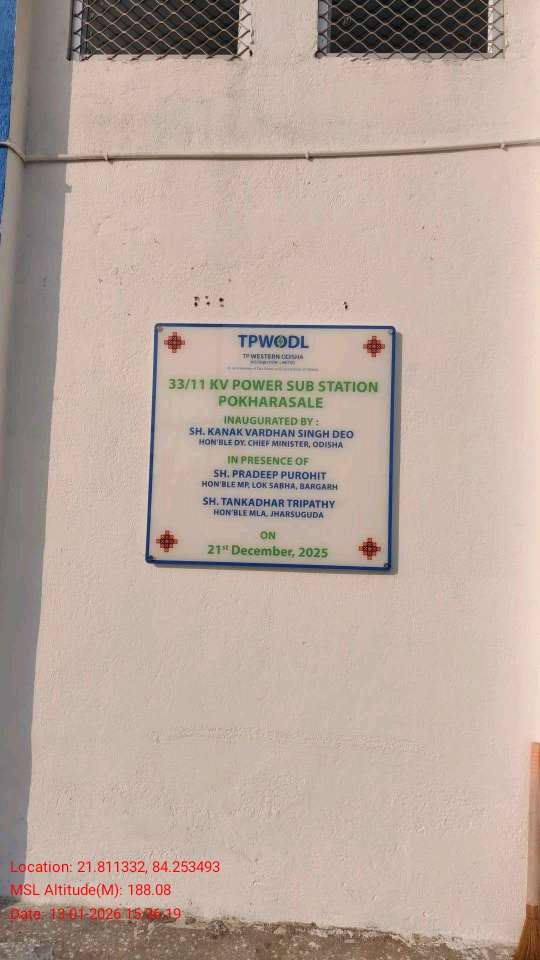 TPWODL
TP WESTERN ODISHA
DISTRIBUTION LIMITED
33/11 KV POWER SUB STATION
POKHARASALE
INAUGURATED BY :
SH. KANAK VARDHAN SINGH DEO
HON'BLE DY. CHIEF MINISTER, ODISHA
IN PRESENCE OF
SH. PRADEEP PUROHIT
HON'BLE MP, LOK SABHA, BARGARH
SH. TANKADHAR TRIPATHY
HON'BLE MLA, JHARSUGUDA
ON
21st December, 2025
Location: 21.811332, 84.253493
MSL Altitude(M): 188.08
Date: 13-01-2026 15:36:19